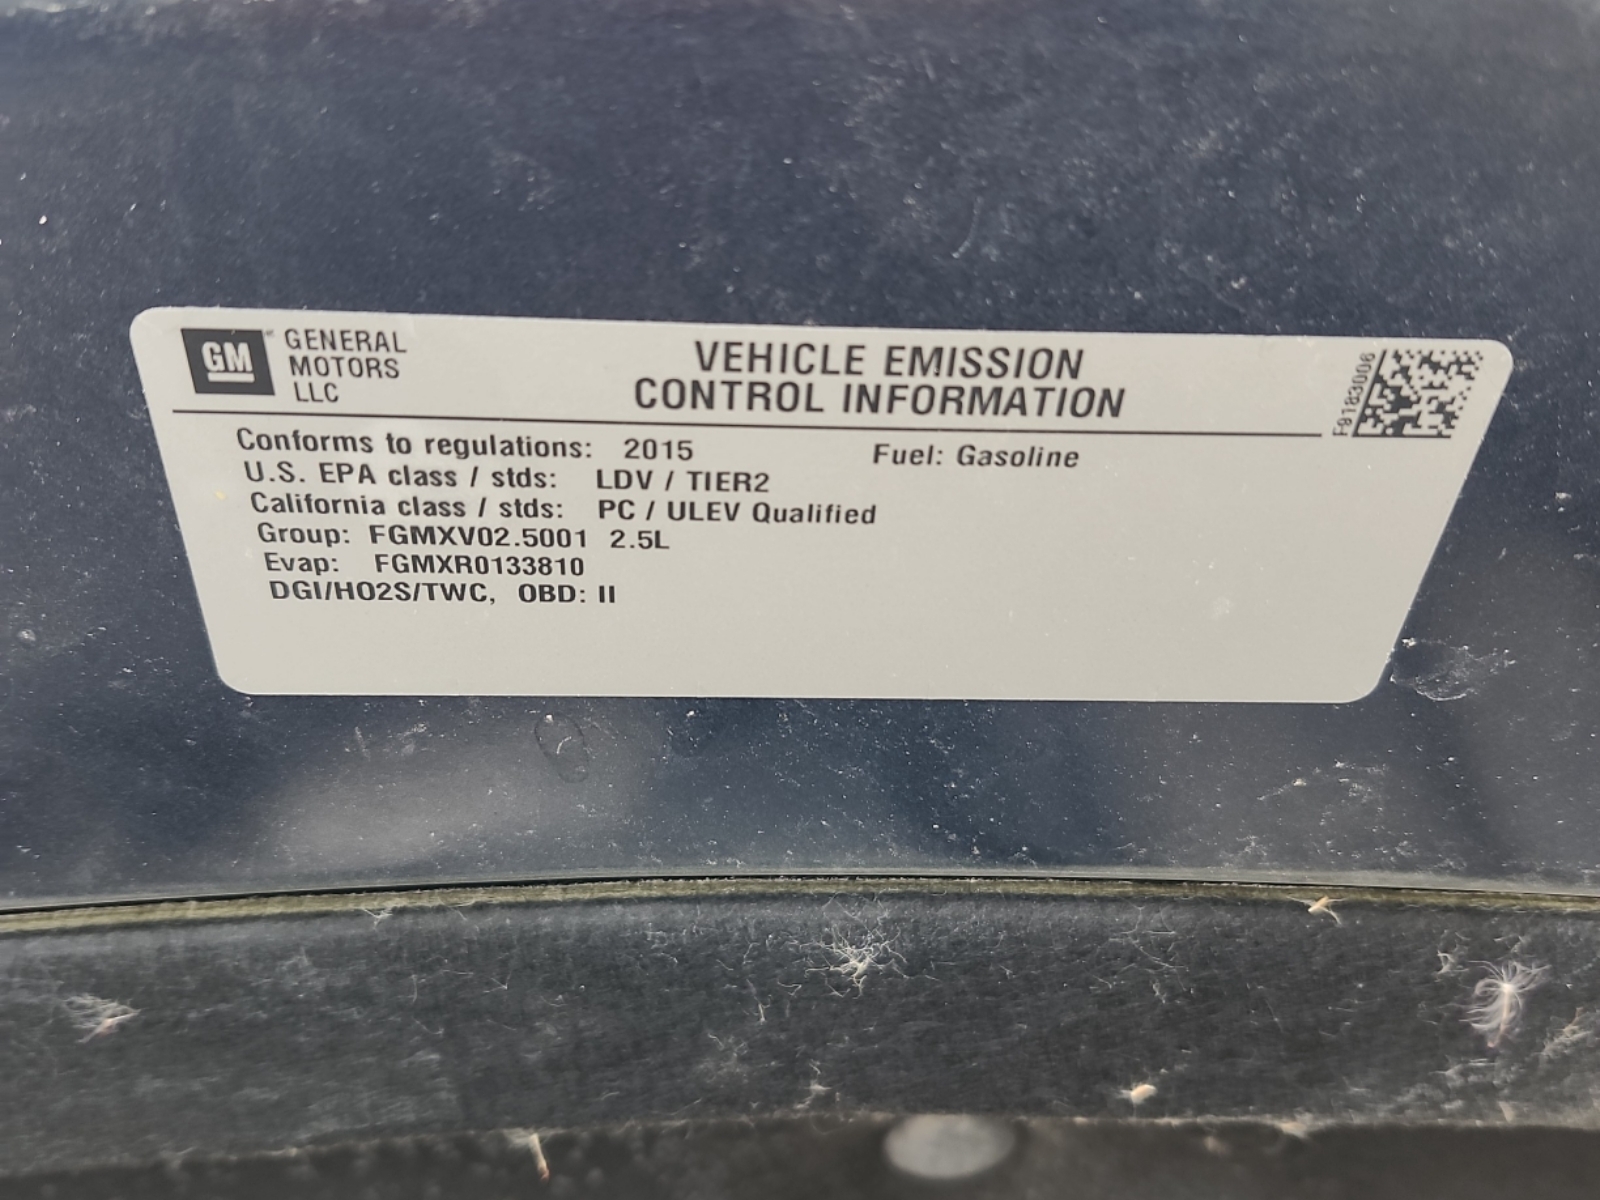 GM
GENERAL
MOTORS
LLC
VEHICLE EMISSION
CONTROL INFORMATION
F9183006
Conforms to regulations: 2015 Fuel: Gasoline
U.S. EPA class / stds: LDV / TIER2
California class / stds: PC / ULEV Qualified
Group: FGMXV02.5001 2.5L
Evap: FGMXR0133810
DGI/HO2S/TWC, OBD: II